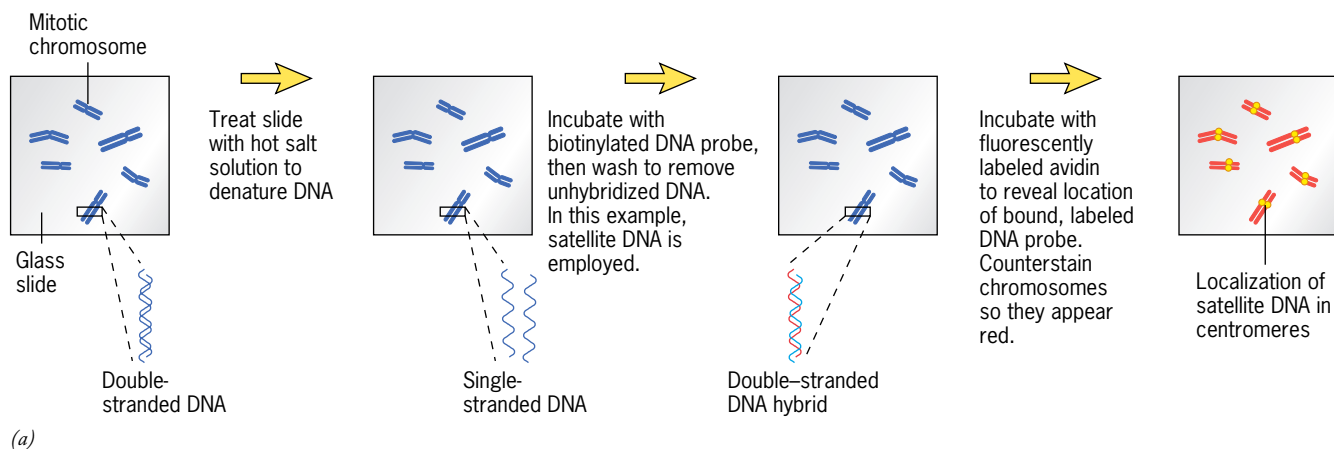 Mitotic
chromosome
Glass
slide
Double-
stranded DNA
Treat slide
with hot salt
solution to
denature DNA
Single-
stranded DNA
Incubate with
biotinylated DNA probe,
then wash to remove
unhybridized DNA.
In this example,
satellite DNA is
employed.
Double–stranded
DNA hybrid
Incubate with
fluorescently
labeled avidin
to reveal location
of bound, labeled
DNA probe.
Counterstain
chromosomes
so they appear
red.
Localization of
satellite DNA in
centromeres
(a)